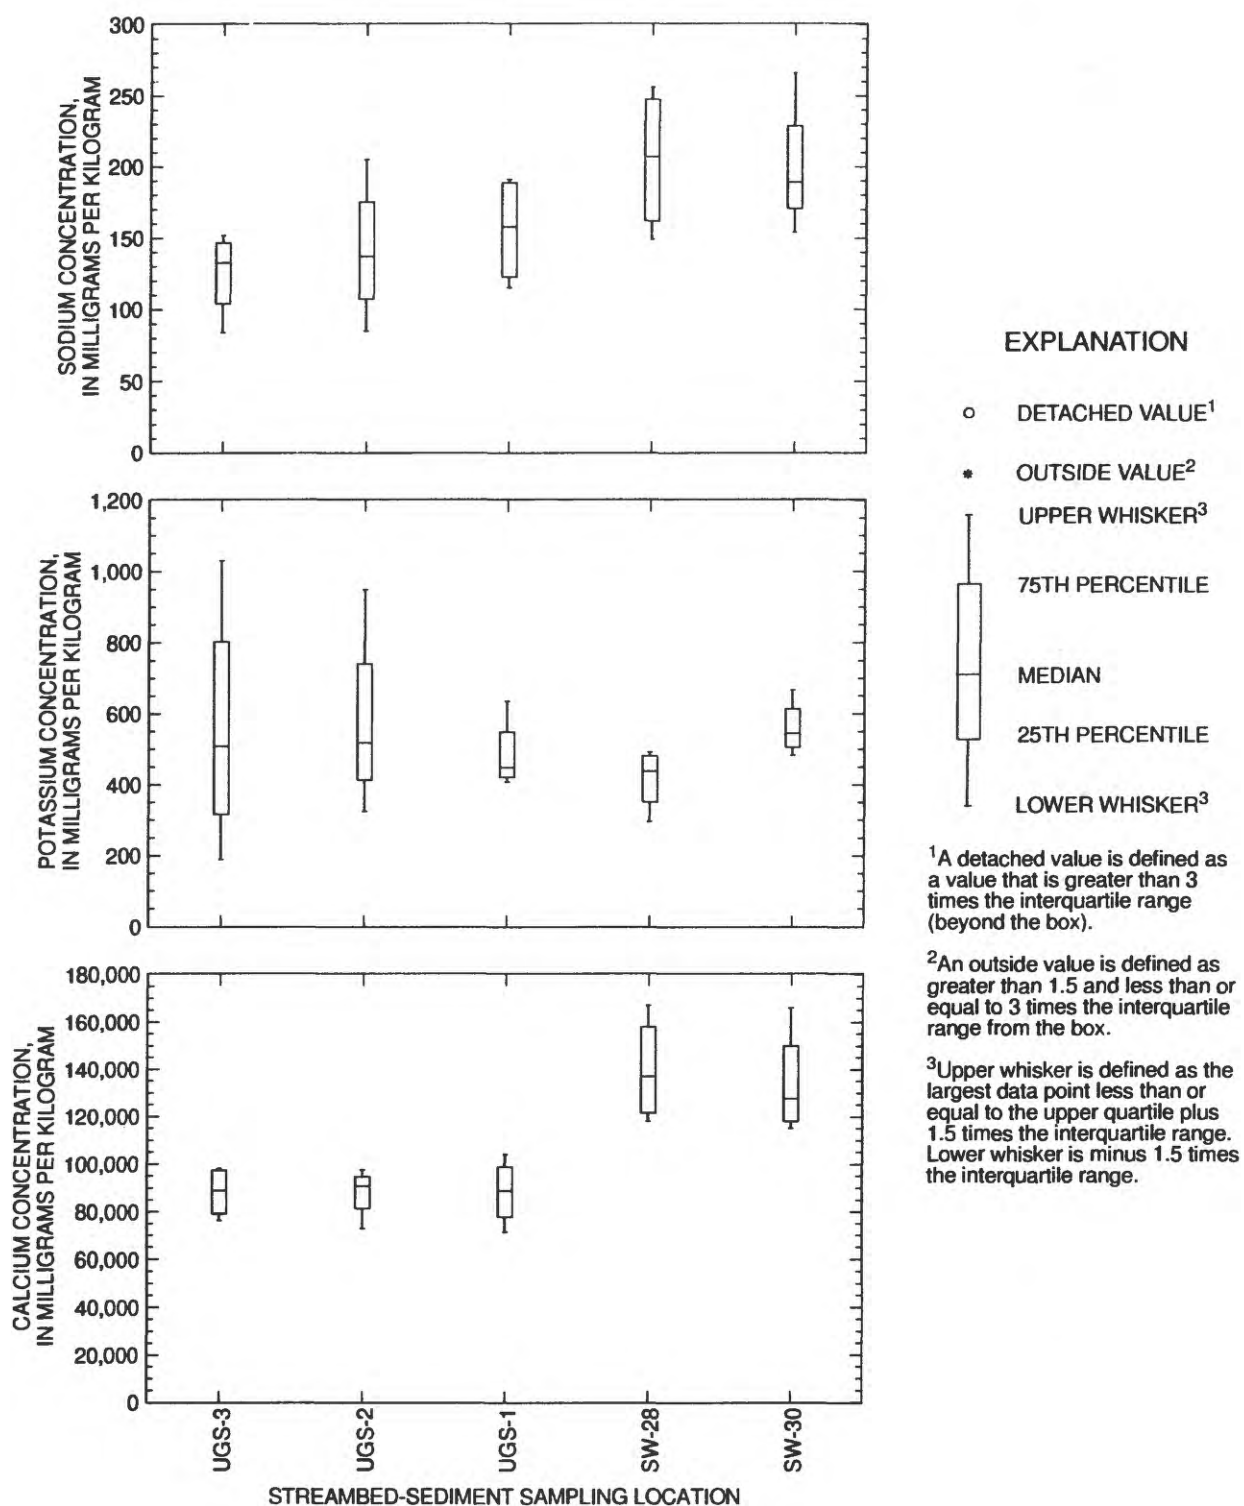 300
250
200
150
100
50
0
SODIUM CONCENTRATION,
IN MILLIGRAMS PER KILOGRAM
1,200
1,000
800
600
400
200
0
POTASSIUM CONCENTRATION,
IN MILLIGRAMS PER KILOGRAM
180,000
160,000
140,000
120,000
100,000
80,000
60,000
40,000
20,000
0
CALCIUM CONCENTRATION,
IN MILLIGRAMS PER KILOGRAM
UGS-3
UGS-2
UGS-1
SW-28
SW-30
STREAMBED-SEDIMENT SAMPLING LOCATION
EXPLANATION
DETACHED VALUE1
OUTSIDE VALUE2
UPPER WHISKER3
75TH PERCENTILE
MEDIAN
25TH PERCENTILE
LOWER WHISKER3
1A detached value is defined as
a value that is greater than 3
times the interquartile range
(beyond the box).
2An outside value is defined as
greater than 1.5 and less than or
equal to 3 times the interquartile
range from the box.
3Upper whisker is defined as the
largest data point less than or
equal to the upper quartile plus
1.5 times the interquartile range.
Lower whisker is minus 1.5 times
the interquartile range.